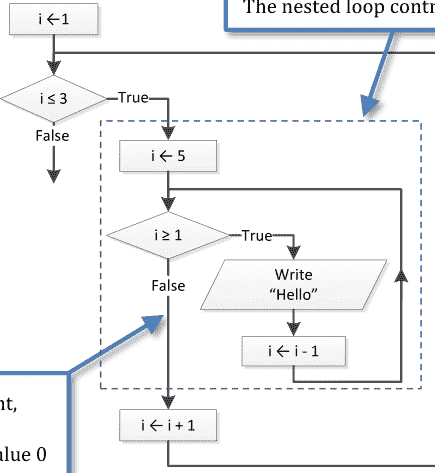 The nested loop contr
i ←1
i ≤ 3
True
False
i ← 5
i ≥ 1
True
False
Write
“Hello”
i ← i - 1
nt,
i ← i + 1
alue 0